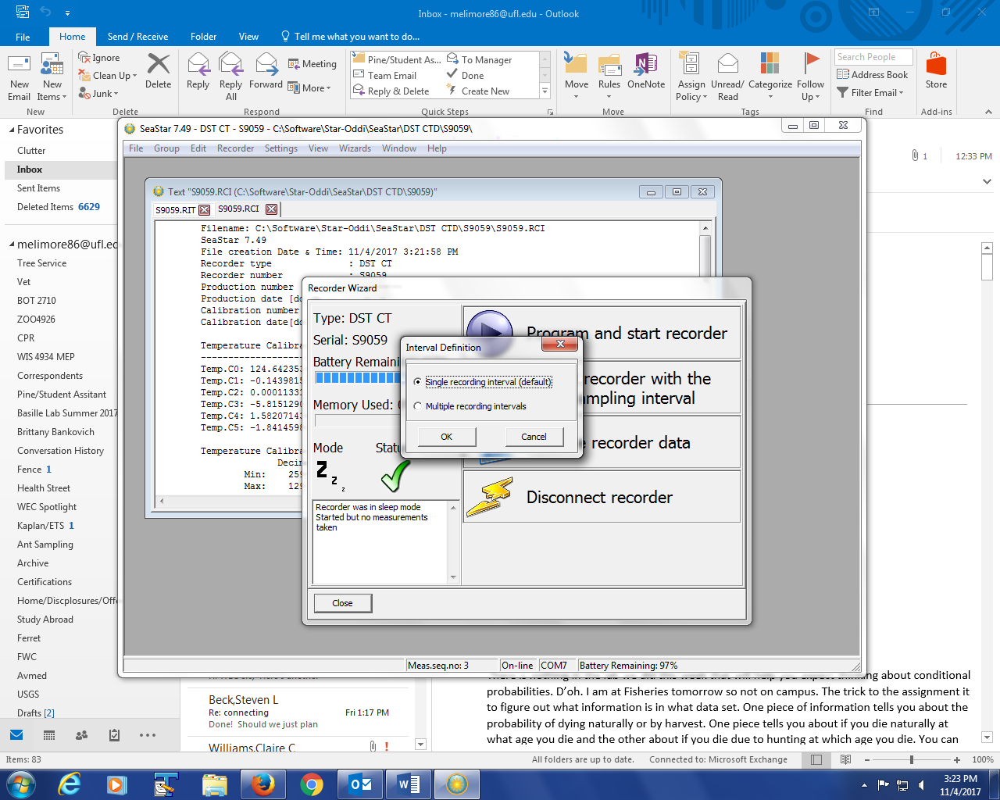 Inbox - melimore86@ufl.edu - Outlook
File Home Send / Receive Folder View Tell me what you want to do...
New Email
New Items
New
Ignore
Clean Up
Junk
Delete
Delete
Reply
Reply All
Forward
Meeting
More
Respond
Pine/Student As...
Team Email
Reply & Delete
To Manager
Done
Create New
Quick Steps
Move
Rules
OneNote
Move
Assign Policy
Unread/ Read
Categorize
Follow Up
Tags
Search People
Address Book
Filter Email
Find
Store
Add-ins
Favorites
Clutter
Inbox
Sent Items
Deleted Items 6629
melimore86@ufl.ed
Tree Service
Vet
BOT 2710
ZOO4926
CPR
WIS 4934 MEP
Correspondents
Pine/Student Assitant
Basille Lab Summer 2017
Brittany Bankovich
Conversation History
Fence 1
Health Street
WEC Spotlight
Kaplan/ETS 1
Ant Sampling
Archive
Certifications
Home/Discplosures/Offe
Study Abroad
Ferret
FWC
Avmed
USGS
Drafts [2]
SeaStar 7.49 - DST CT - S9059 - C:\Software\Star-Oddi\SeaStar\DST CTD\S9059\
File Group Edit Recorder Settings View Wizards Window Help
Text "S9059.RCI (C:\Software\Star-Oddi\SeaStar\DST CTD\S9059)"
S9059.RIT S9059.RCI
Filename: C:\Software\Star-Oddi\SeaStar\DST CTD\S9059\S9059.RCI
SeaStar 7.49
File creation Date & Time: 11/4/2017 3:21:58 PM
Recorder type : DST CT
Recorder number : S9059
Production number
Production date [dd
Calibration number
Calibration date[dd
Temperature Calibra
Temp.C0: 124.642353
Temp.C1: -0.1439815
Temp.C2: 0.00011331
Temp.C3: -5.8151290
Temp.C4: 1.58207143
Temp.C5: -1.8414598
Temperature Calibra
Decim
Min: 259
Max: 129
Recorder Wizard
Type: DST CT
Serial: S9059
Battery Remaini
Memory Used:
Mode Statu
Z z z
Recorder was in sleep mode
Started but no measurements
taken
Program and start recorder
recorder with the
mpling interval
recorder data
Disconnect recorder
Close
Interval Definition
Single recording interval (default)
Multiple recording intervals
OK Cancel
Meas.seq.no: 3 On-line COM7 Battery Remaining: 97%
1 12:33 PM
Beck,Steven L
Re: connecting Fri 1:17 PM
Done! Should we just plan
Williams,Claire C
ng about conditional
probabilities. D'oh. I am at Fisheries tomorrow so not on campus. The trick to the assignment it
to figure out what information is in what data set. One piece of information tells you about the
probability of dying naturally or by harvest. One piece tells you about if you die naturally at
what age you die and the other about if you die due to hunting at which age you die. You can
Items: 83 All folders are up to date. Connected to: Microsoft Exchange 100%
3:23 PM
11/4/2017